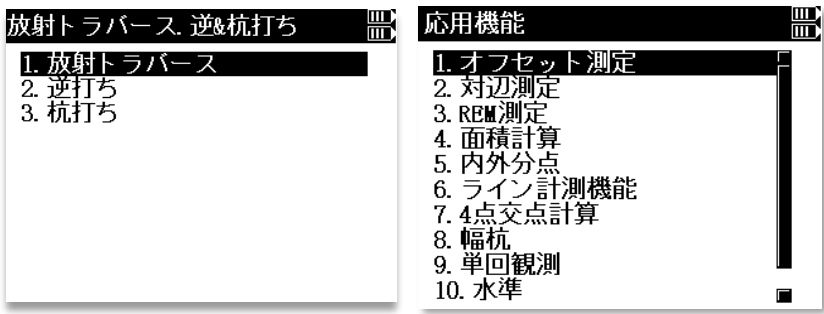 放射トラバース.逆&杭打ち
1. 放射トラバース
2. 逆打ち
3. 杭打ち
応用機能
1. オフセット測定
2. 対辺測定
3. REM測定
4. 面積計算
5. 内外分点
6. ライン計測機能
7. 4点交点計算
8. 幅杭
9. 単回観測
10. 水準